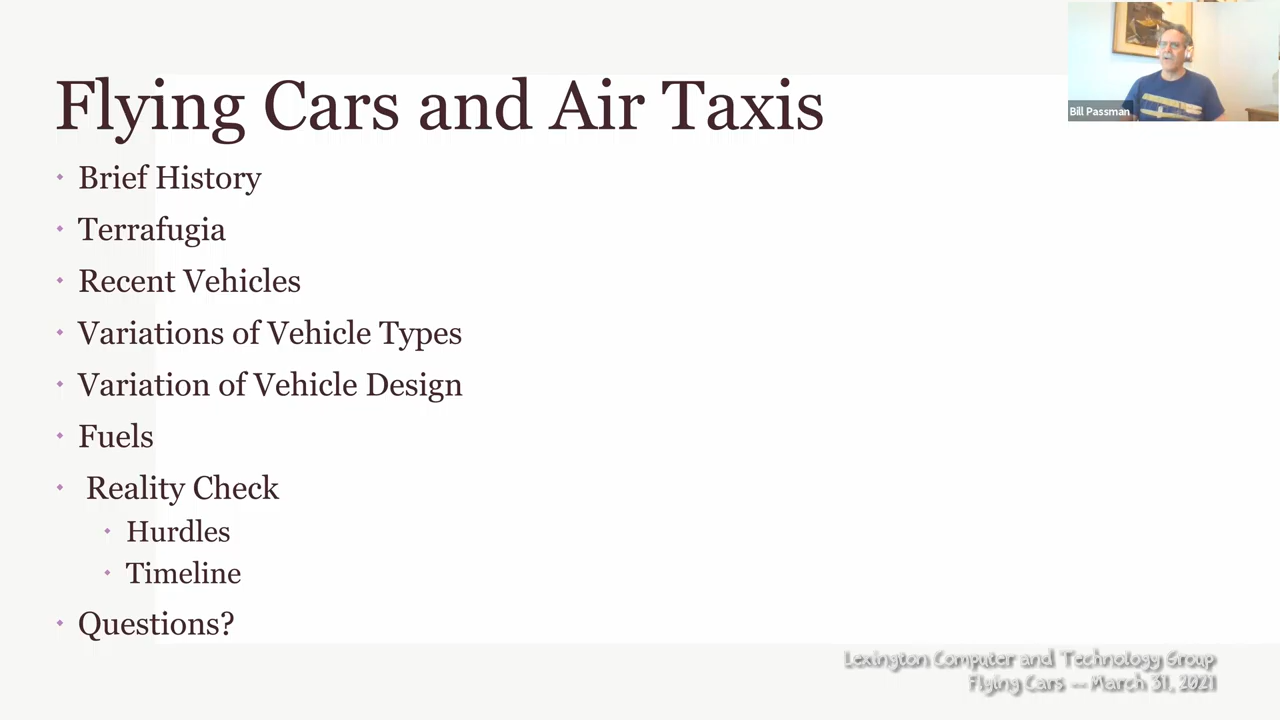 Flying Cars and Air Taxis
Bill Passman
Brief History
Terrafugia
Recent Vehicles
Variations of Vehicle Types
Variation of Vehicle Design
Fuels
Reality Check
Hurdles
Timeline
Questions?
Lexington Computer and Technology Group
Flying Cars -- March 31, 2021